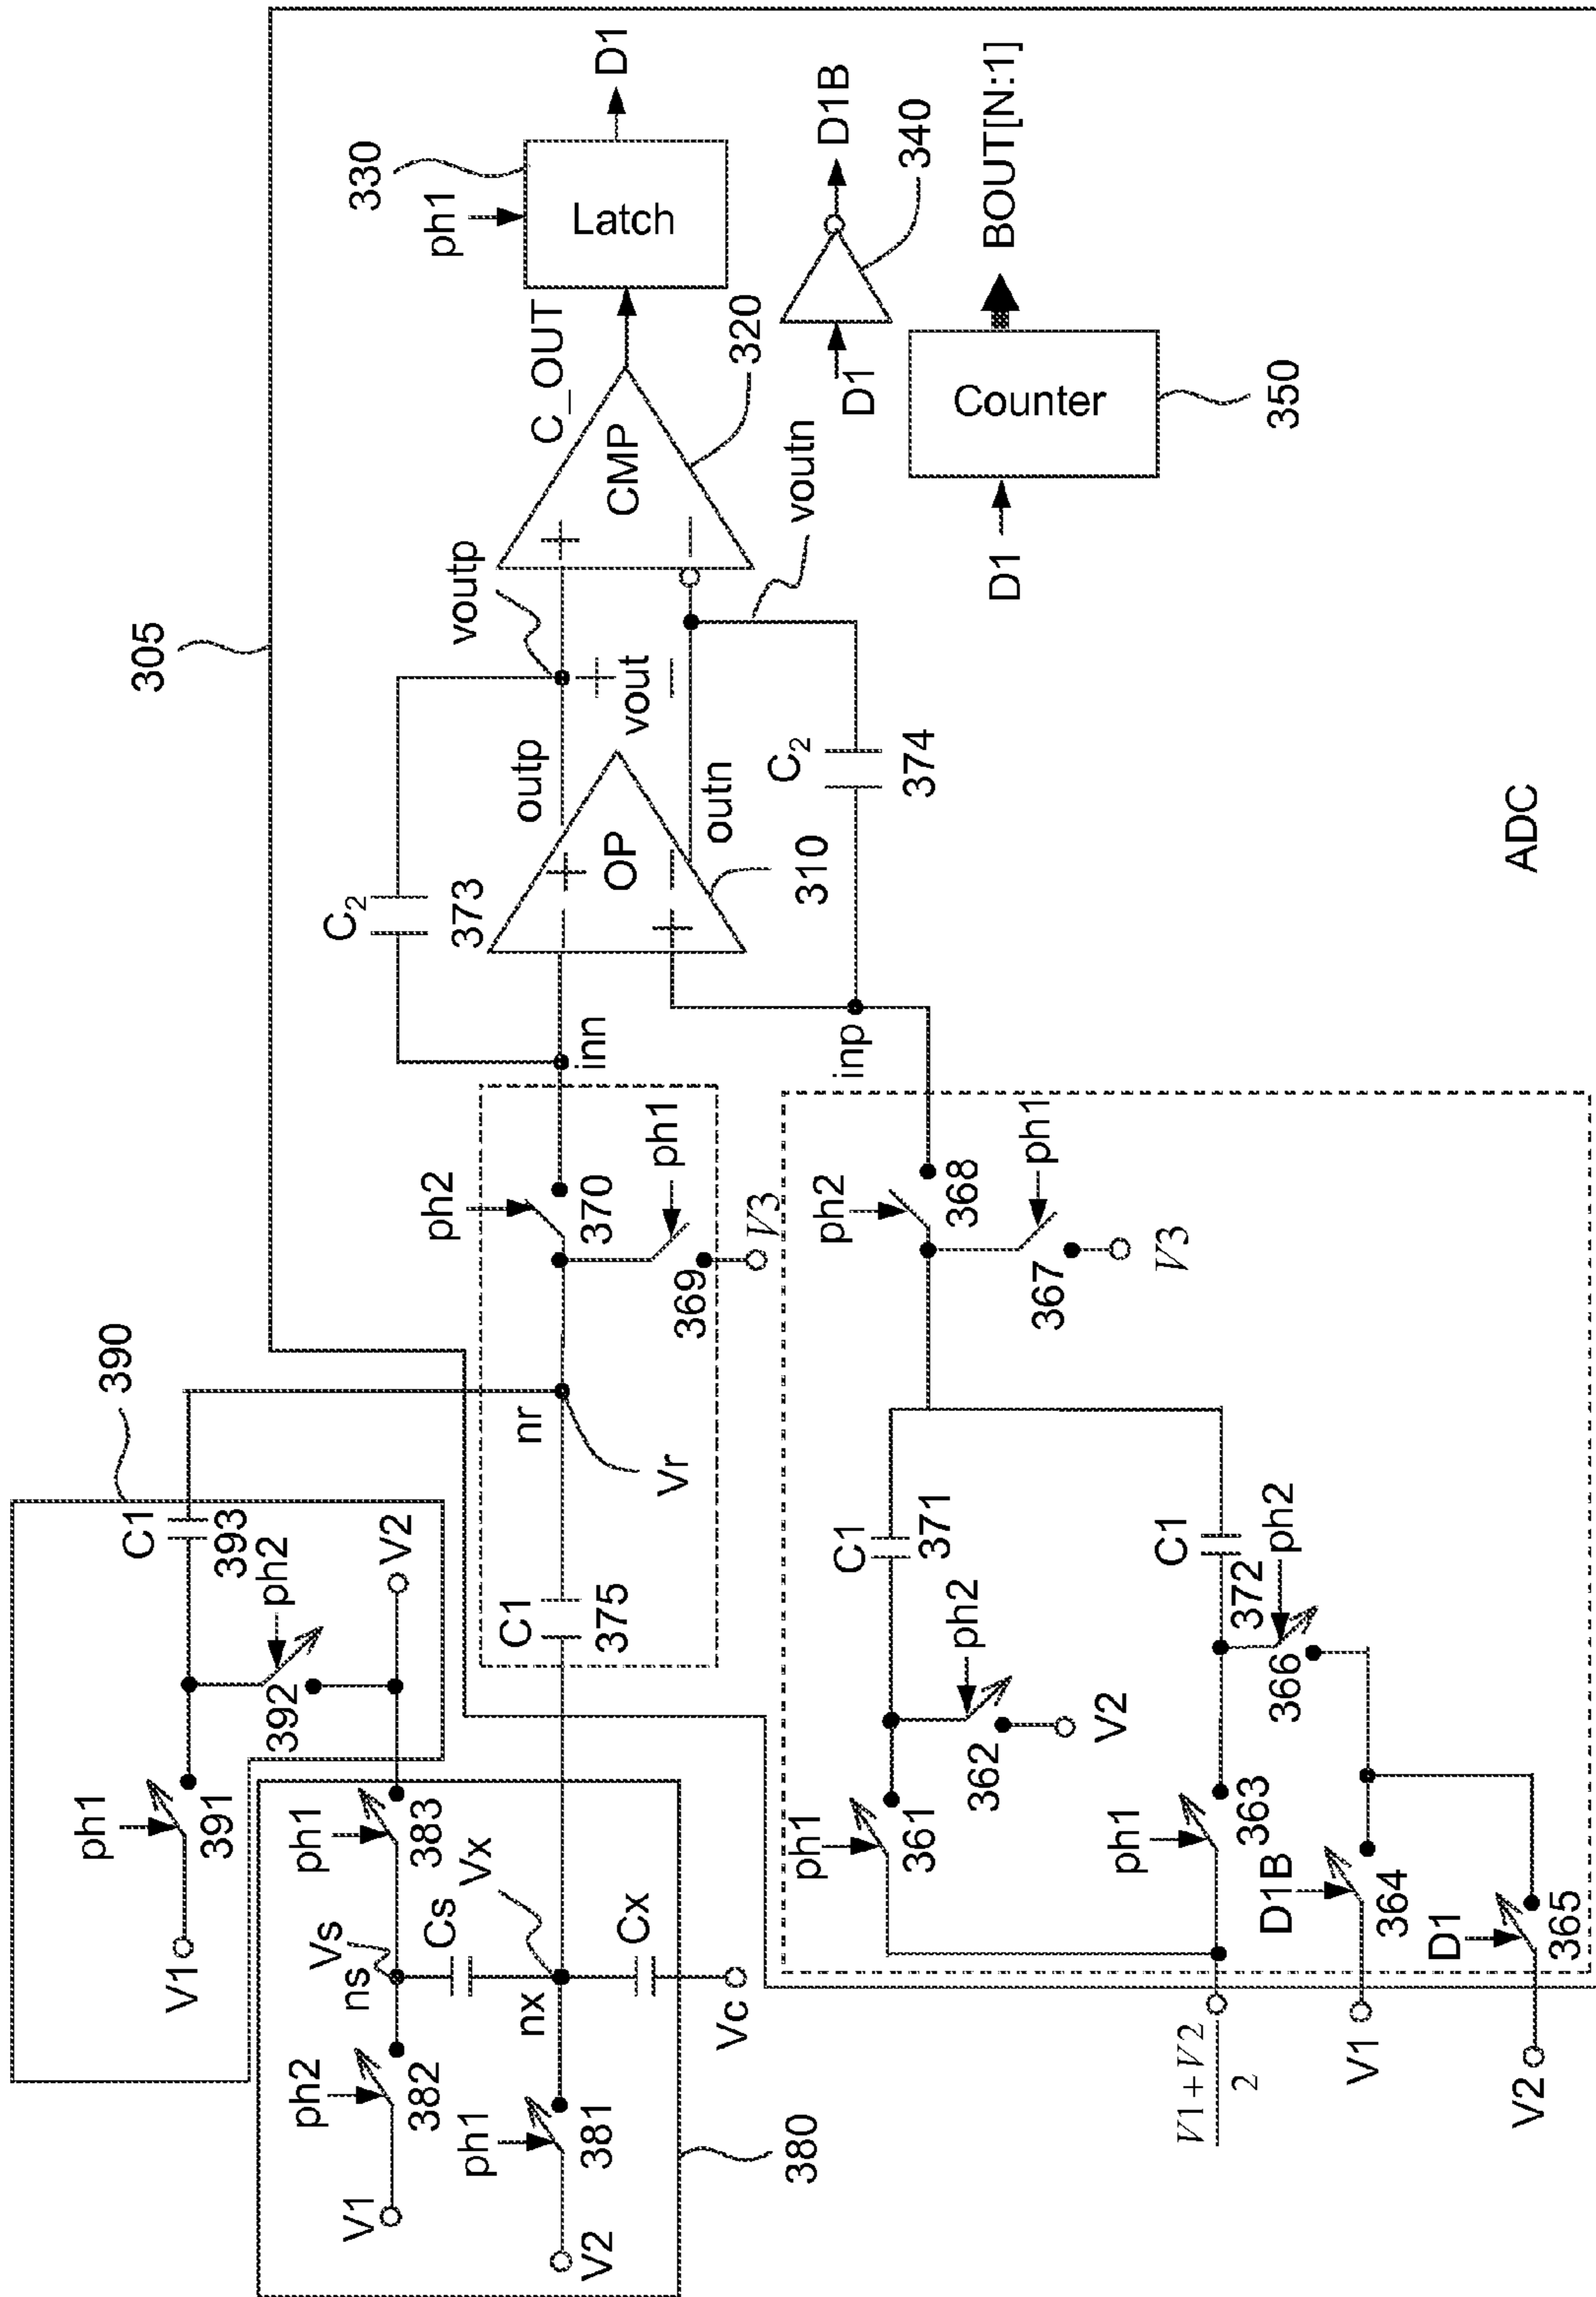 305
390
ph1
V1
391
392
ph2
C1
393
V2
ph2
V1
382
Vs
ns
ph1
383
Cs
Vx
nx
ph1
381
V2
Cx
Vc
380
C1
375
nr
Vr
ph2
370
ph1
369
V3
inn
C2
373
OP
310
outp
outn
inp
C2
374
voutp
vout
voutn
CMP
320
C_OUT
ph1
330
Latch
D1
D1
340
D1B
D1
Counter
350
BOUT[N:1]
ph1
361
ph2
362
V2
C1
371
V1+V2
2
ph1
363
C1
372
ph2
366
D1B
364
V1
D1
365
V2
ph2
368
ph1
367
V3
ADC